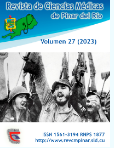 Revista de Ciencias Médicas
de Pinar del Río
Volumen 27 (2023)
ISSN 1561-3194 RNPS 1877
http://www.revcmpinar.sld.cu